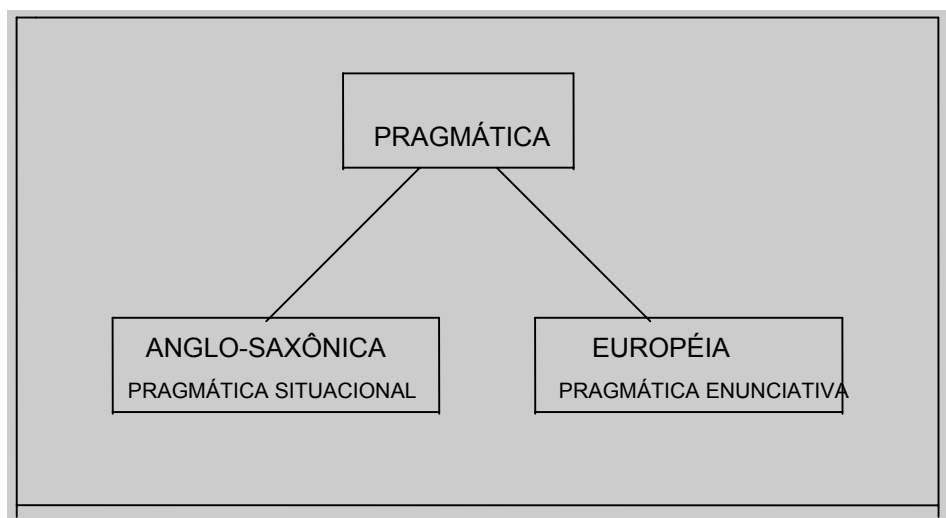 PRAGMÁTICA
ANGLO-SAXÔNICA
PRAGMÁTICA SITUACIONAL
EUROPÉIA
PRAGMÁTICA ENUNCIATIVA